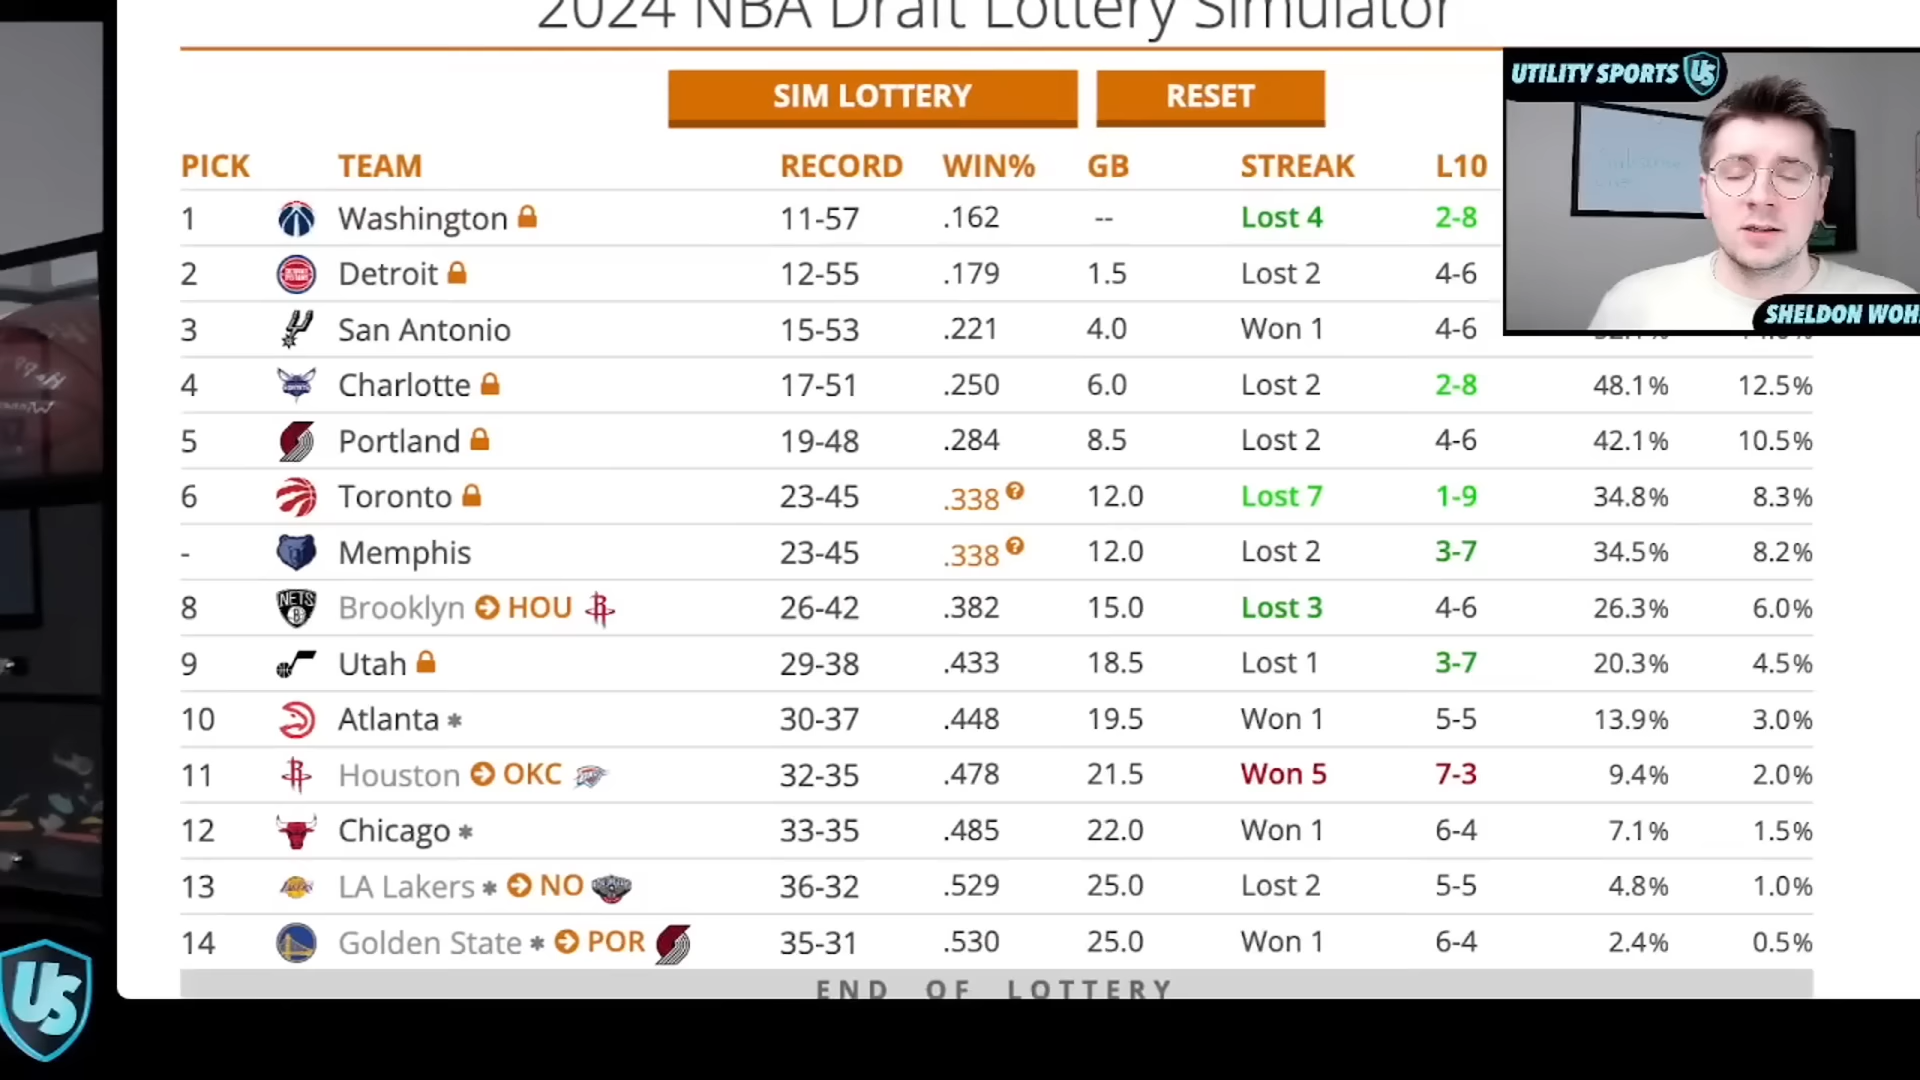 2024 NBA Draft Lottery Simulator
SIM LOTTERY RESET
UTILITY SPORTS US
PICK TEAM RECORD WIN% GB STREAK L10
1 Washington 11-57 .162 -- Lost 4 2-8
2 Detroit 12-55 .179 1.5 Lost 2 4-6
SHELDON WOH
3 San Antonio 15-53 .221 4.0 Won 1 4-6
4 Charlotte 17-51 .250 6.0 Lost 2 2-8 48.1% 12.5%
5 Portland 19-48 .284 8.5 Lost 2 4-6 42.1% 10.5%
6 Toronto 23-45 .338 ? 12.0 Lost 7 1-9 34.8% 8.3%
- Memphis 23-45 .338 ? 12.0 Lost 2 3-7 34.5% 8.2%
8 NETS B Brooklyn HOU R 26-42 .382 15.0 Lost 3 4-6 26.3% 6.0%
9 Utah 29-38 .433 18.5 Lost 1 3-7 20.3% 4.5%
10 Atlanta * 30-37 .448 19.5 Won 1 5-5 13.9% 3.0%
11 R Houston OKC 32-35 .478 21.5 Won 5 7-3 9.4% 2.0%
12 Chicago * 33-35 .485 22.0 Won 1 6-4 7.1% 1.5%
13 LA Lakers * NO 36-32 .529 25.0 Lost 2 5-5 4.8% 1.0%
14 Golden State * POR 35-31 .530 25.0 Won 1 6-4 2.4% 0.5%
END OF LOTTERY
US